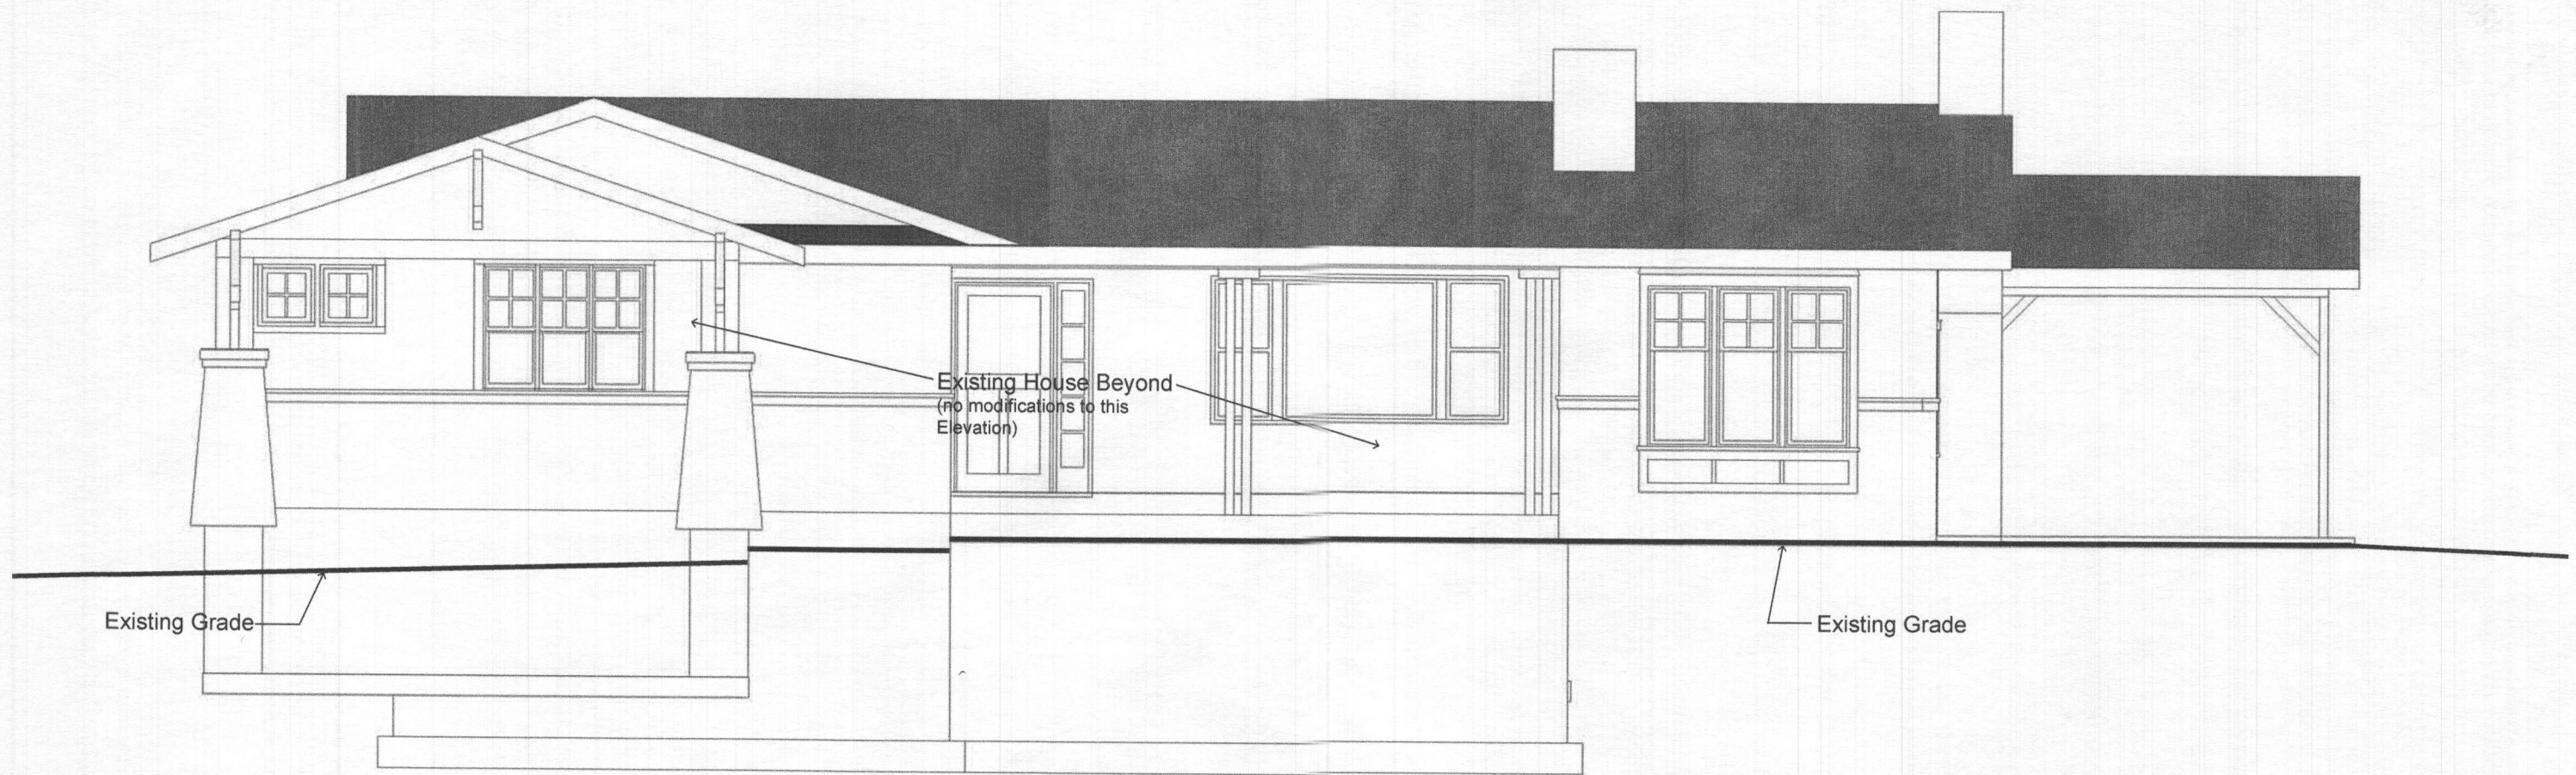 Existing House Beyond
(no modifications to this
Elevation)
Existing Grade
Existing Grade